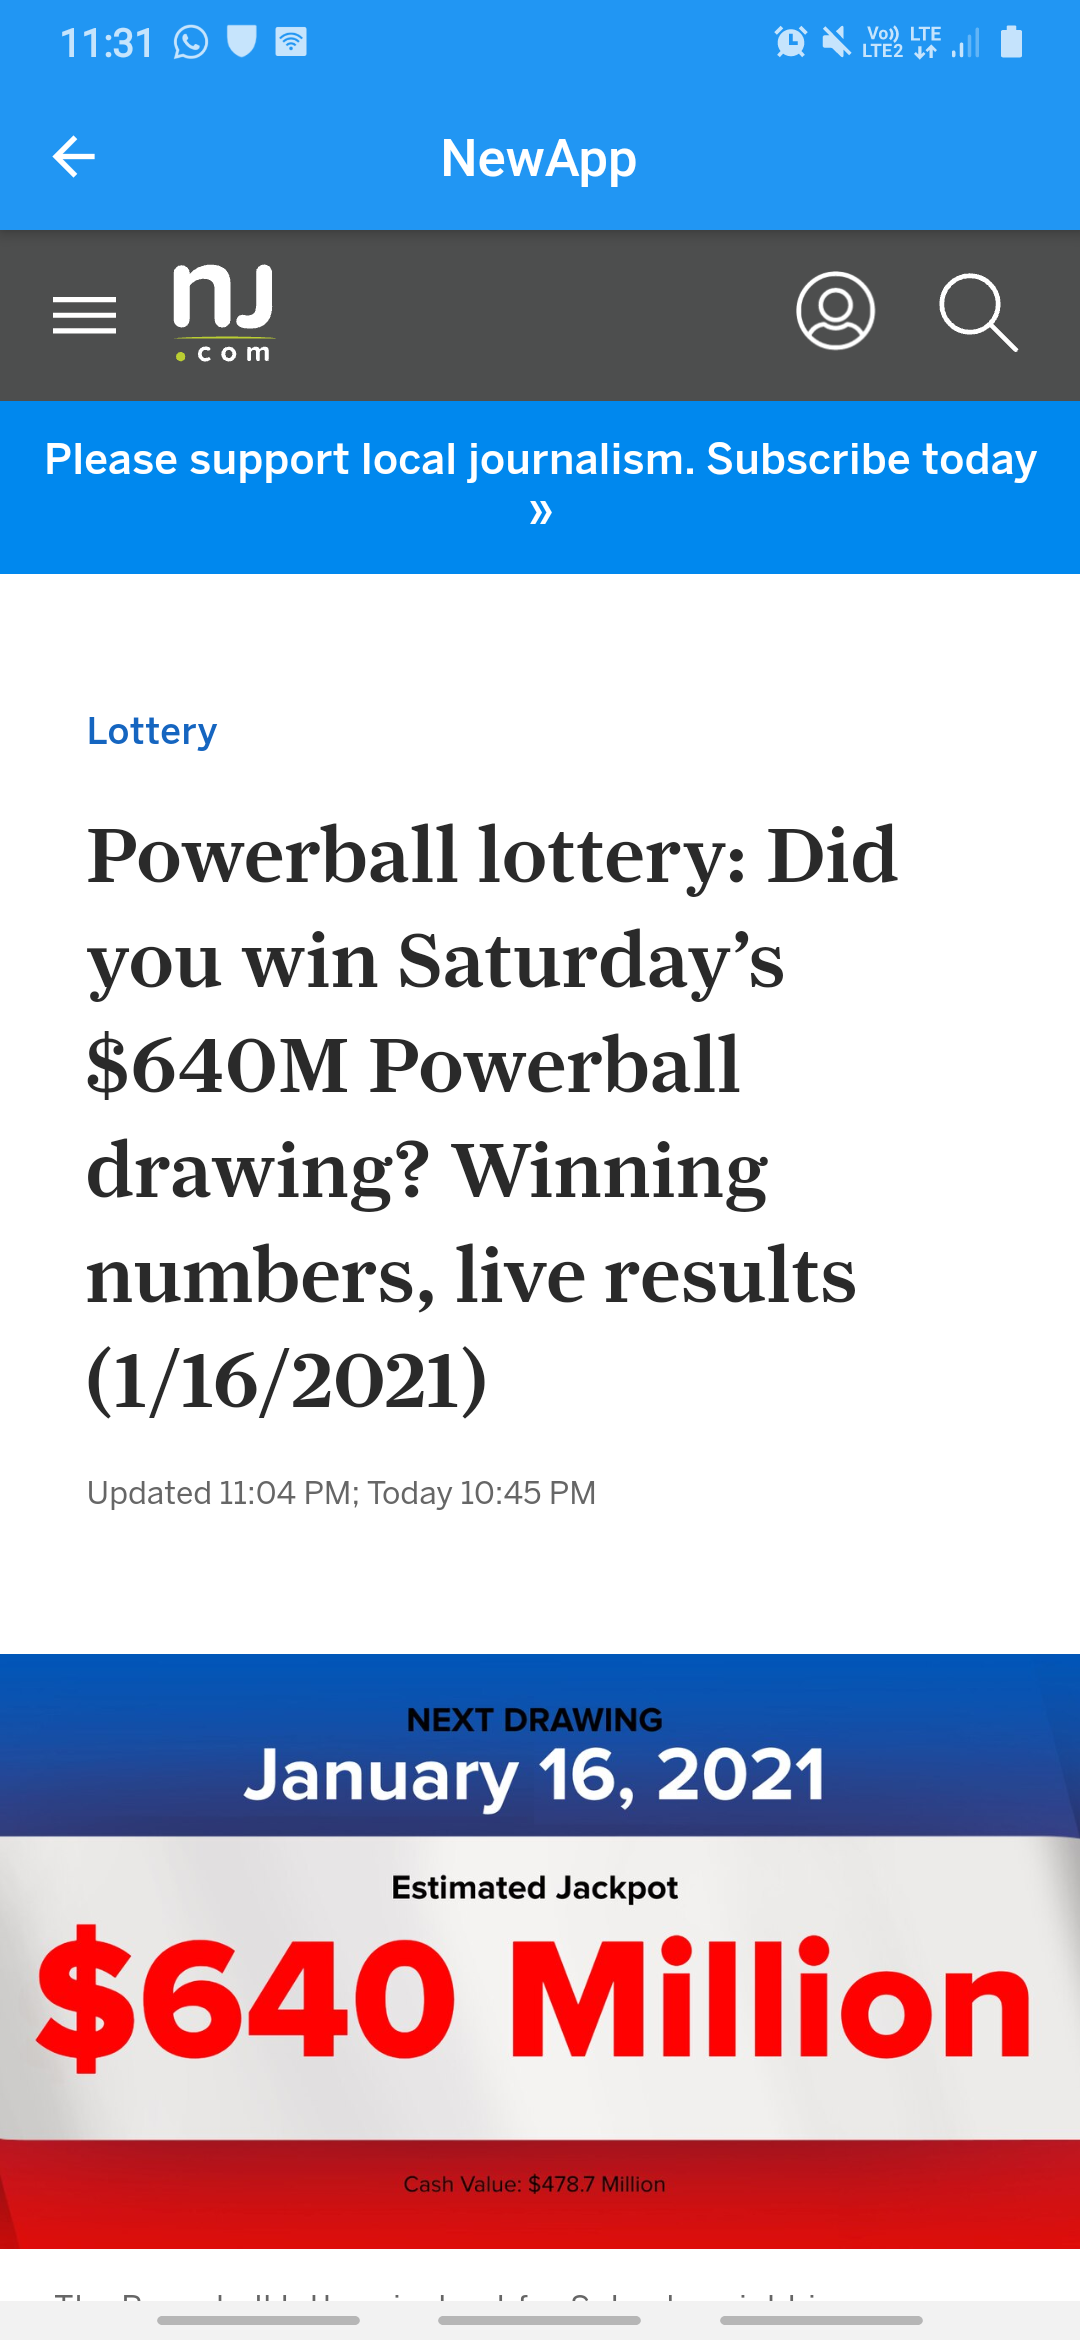 11:31
Vo)) LTE
LTE2
NewApp
nj
.com
Please support local journalism. Subscribe today
»
Lottery
Powerball lottery: Did
you win Saturday’s
$640M Powerball
drawing? Winning
numbers, live results
(1/16/2021)
Updated 11:04 PM; Today 10:45 PM
NEXT DRAWING
January 16, 2021
Estimated Jackpot
$640 Million
Cash Value: $478.7 Million